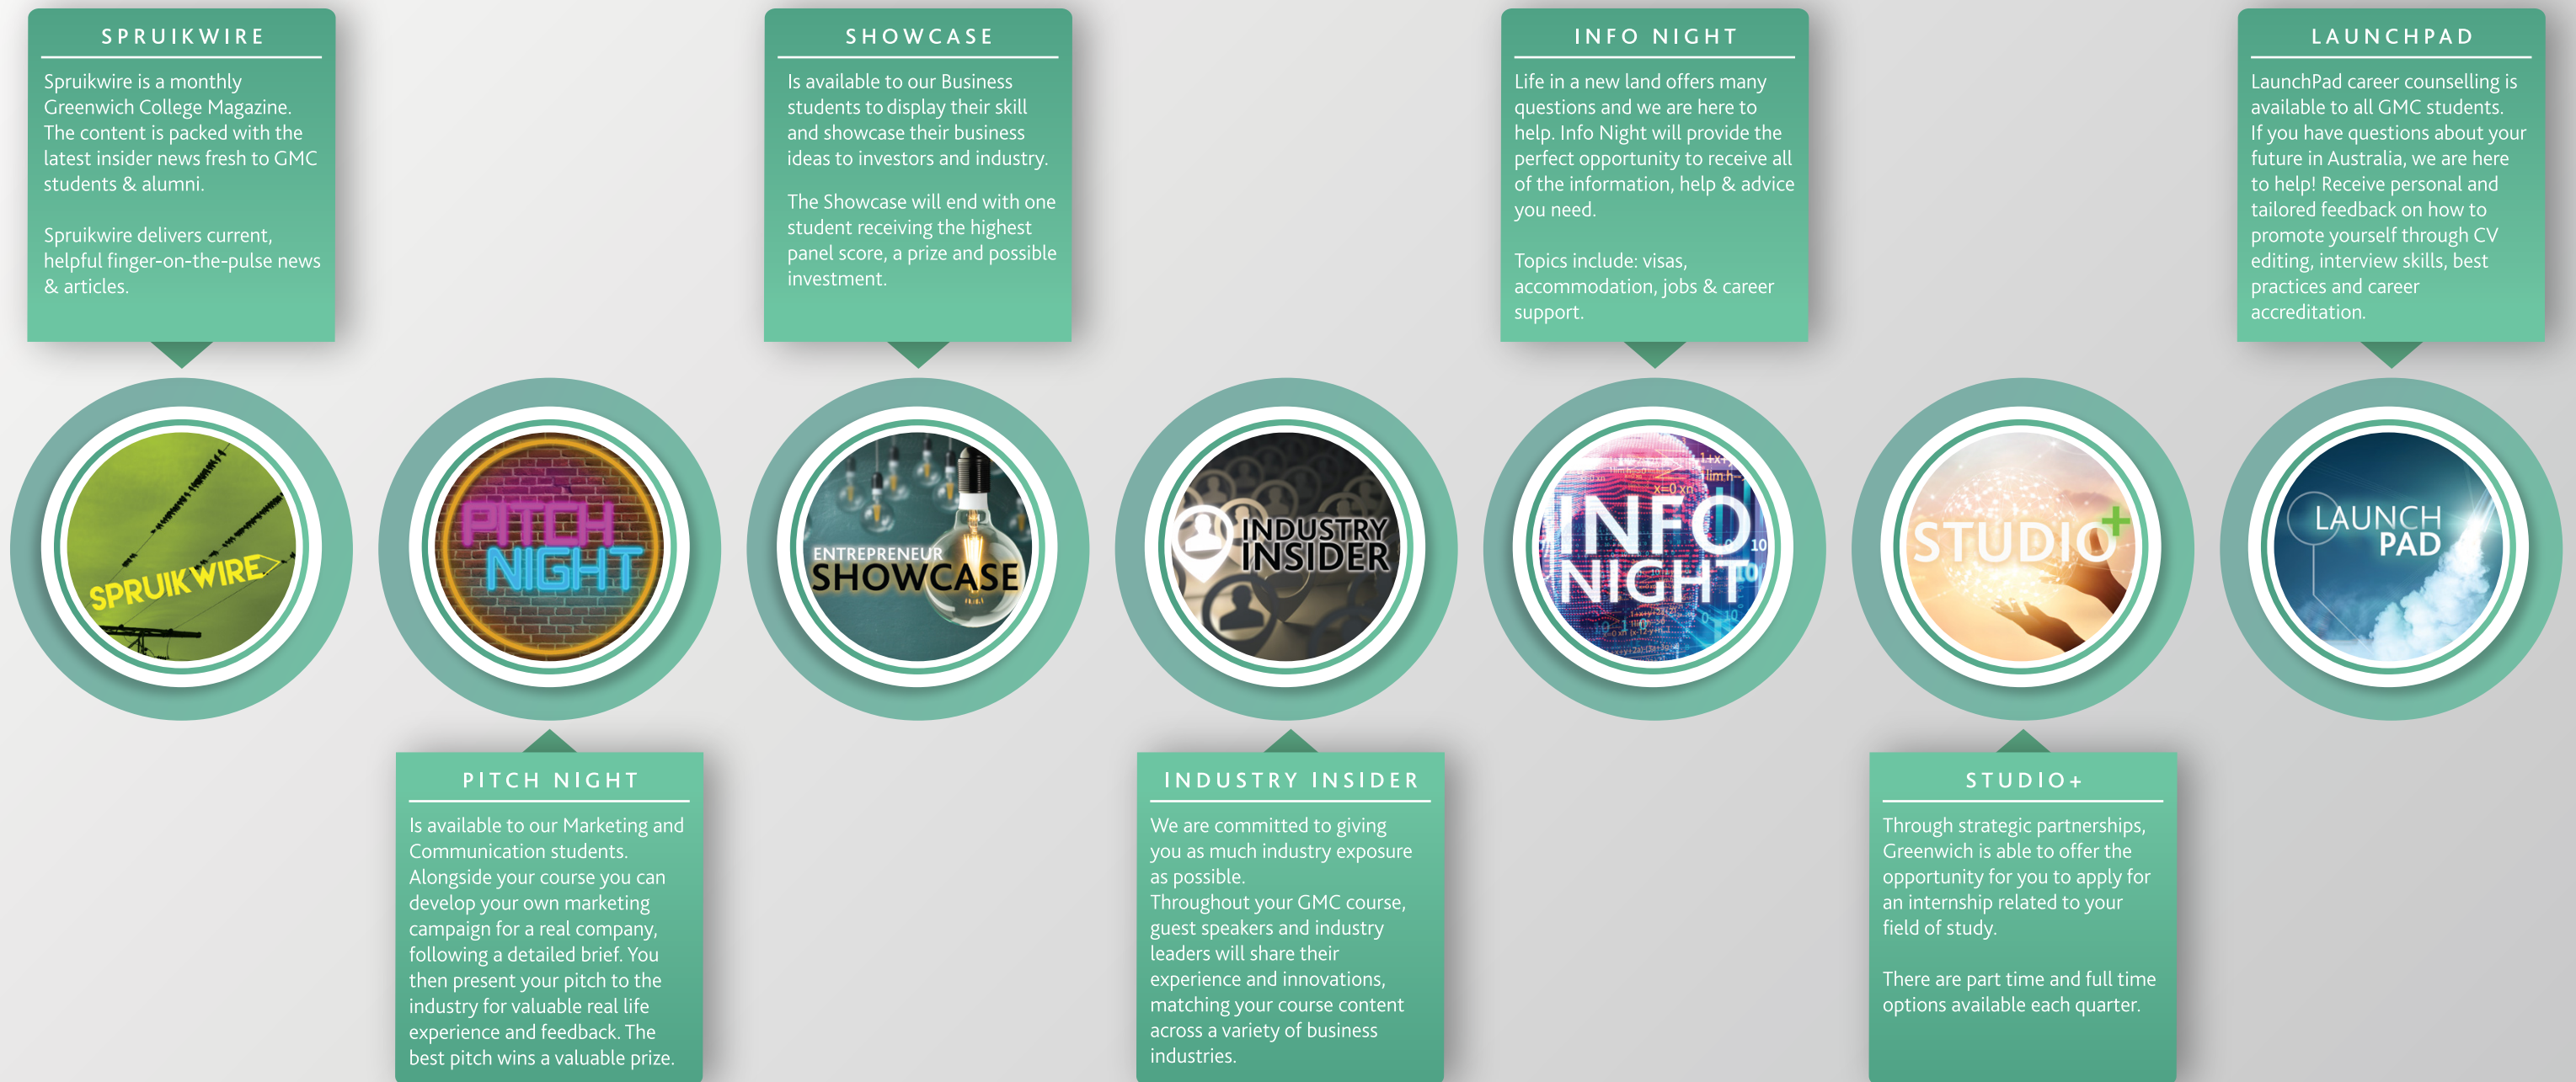 SPRUIKWIRE
Spruikwire is a monthly
Greenwich College Magazine.
The content is packed with the
latest insider news fresh to GMC
students & alumni.
Spruikwire delivers current,
helpful finger-on-the-pulse news
& articles.
SHOWCASE
Is available to our Business
students to display their skill
and showcase their business
ideas to investors and industry.
The Showcase will end with one
student receiving the highest
panel score, a prize and possible
investment.
INFO NIGHT
Life in a new land offers many
questions and we are here to
help. Info Night will provide the
perfect opportunity to receive all
of the information, help & advice
you need.
Topics include: visas,
accommodation, jobs & career
support.
LAUNCHPAD
LaunchPad career counselling is
available to all GMC students.
If you have questions about your
future in Australia, we are here
to help! Receive personal and
tailored feedback on how to
promote yourself through CV
editing, interview skills, best
practices and career
accreditation.
SPRUIKWIRE
PITCH
NIGHT
ENTREPRENEUR
SHOWCASE
INDUSTRY
INSIDER
INFO
NIGHT
STUDIO+
LAUNCH
PAD
PITCH NIGHT
Is available to our Marketing and
Communication students.
Alongside your course you can
develop your own marketing
campaign for a real company,
following a detailed brief. You
then present your pitch to the
industry for valuable real life
experience and feedback. The
best pitch wins a valuable prize.
INDUSTRY INSIDER
We are committed to giving
you as much industry exposure
as possible.
Throughout your GMC course,
guest speakers and industry
leaders will share their
experience and innovations,
matching your course content
across a variety of business
industries.
STUDIO+
Through strategic partnerships,
Greenwich is able to offer the
opportunity for you to apply for
an internship related to your
field of study.
There are part time and full time
options available each quarter.